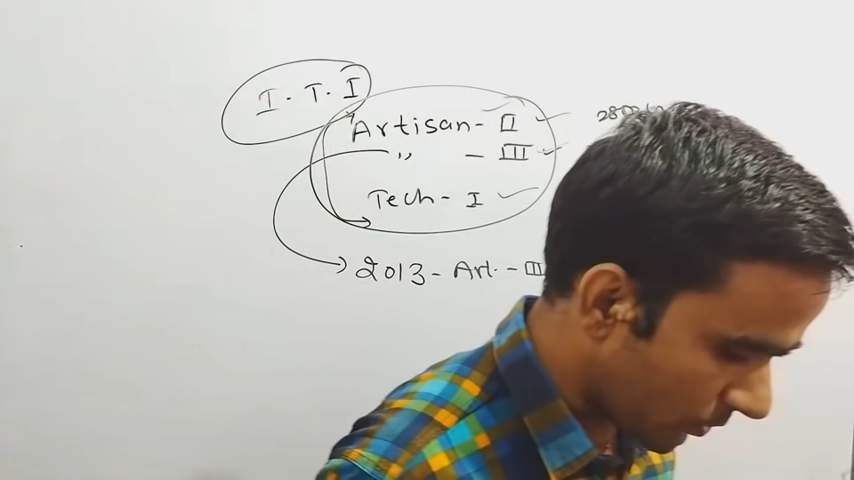 I. T. I
Artisan - II
,, - III
Tech - I
2013 - Art. - III